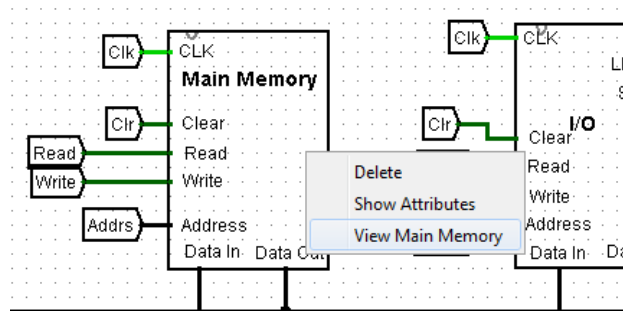 Clk
CLK
Main Memory
Clr
Clear
Read
Read
Write
Write
Addrs
Address
Data In
Data Out
Delete
Show Attributes
View Main Memory
Clk
CLK
I/O
Clr
Clear
Read
Write
Address
Data In